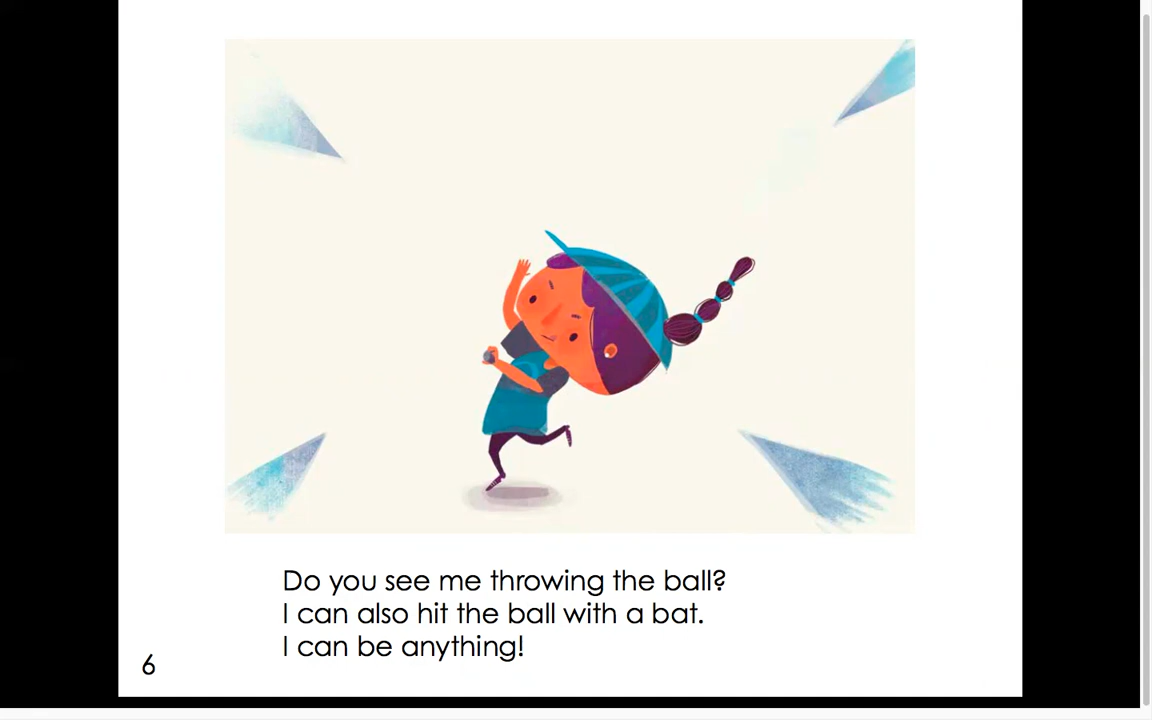 Do you see me throwing the ball?
I can also hit the ball with a bat.
I can be anything!
6